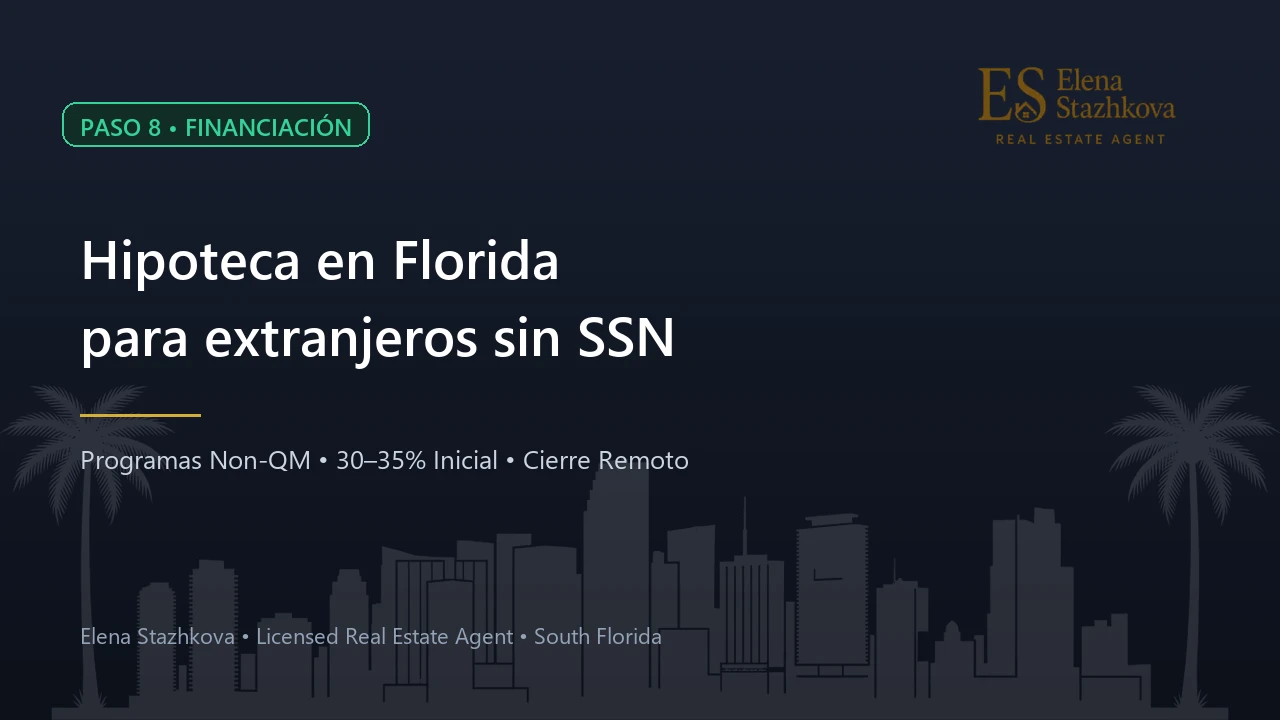 PASO 8 • FINANCIACIÓN
ES Elena
Stazhkova
REAL ESTATE AGENT
Hipoteca en Florida
para extranjeros sin SSN
Programas Non-QM • 30–35% Inicial • Cierre Remoto
Elena Stazhkova • Licensed Real Estate Agent • South Florida